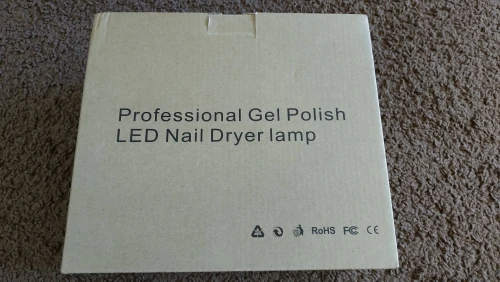 Professional Gel Polish
LED Nail Dryer lamp
RoHS FC CE